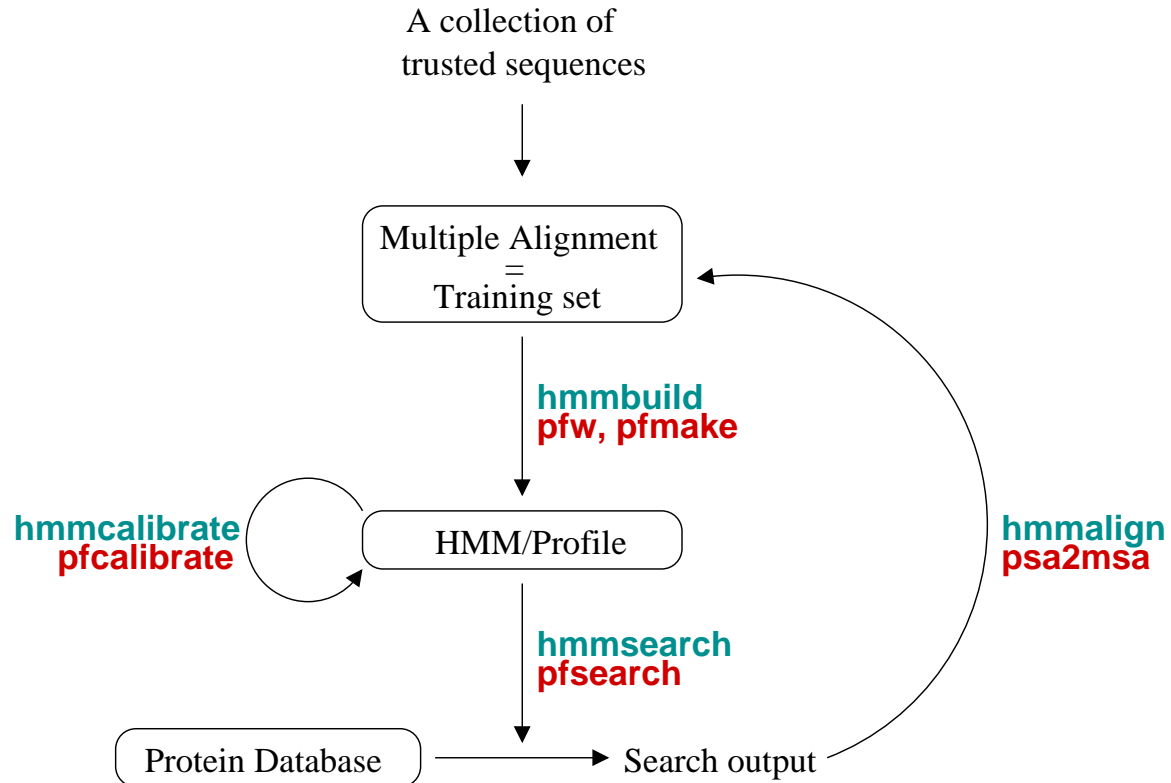 A collection of
trusted sequences
Multiple Alignment
=
Training set
hmmbuild
pfw, pfmake
hmmcalibrate
pfcalibrate
HMM/Profile
hmmalign
psa2msa
hmmsearch
pfsearch
Protein Database
Search output